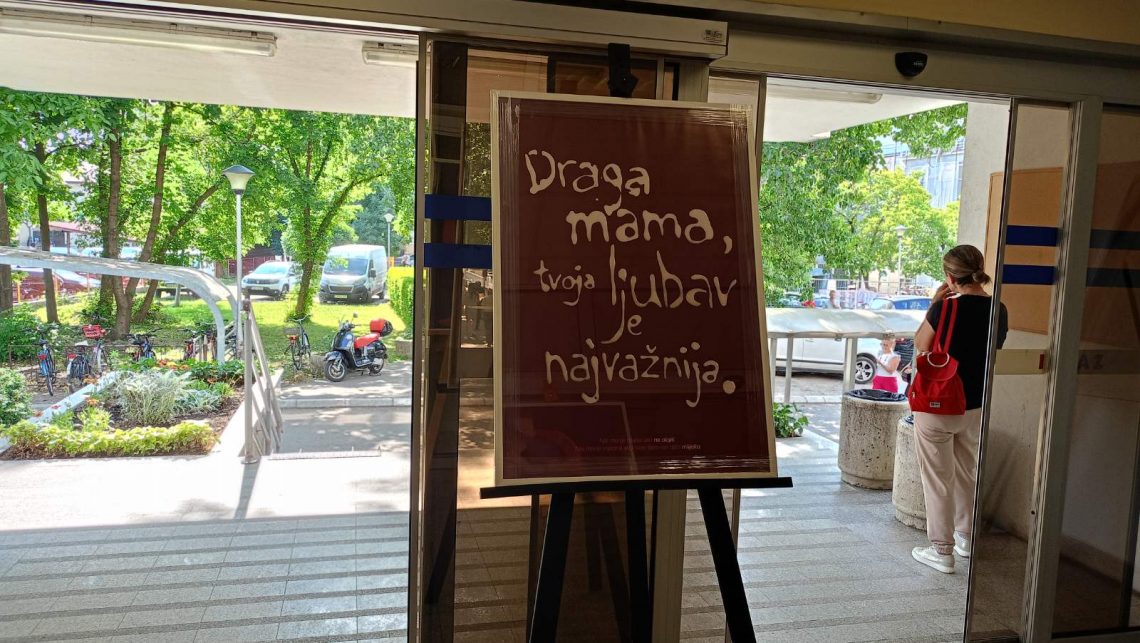 Draga
mama,
tvoja ljubav
je
najvažnija.